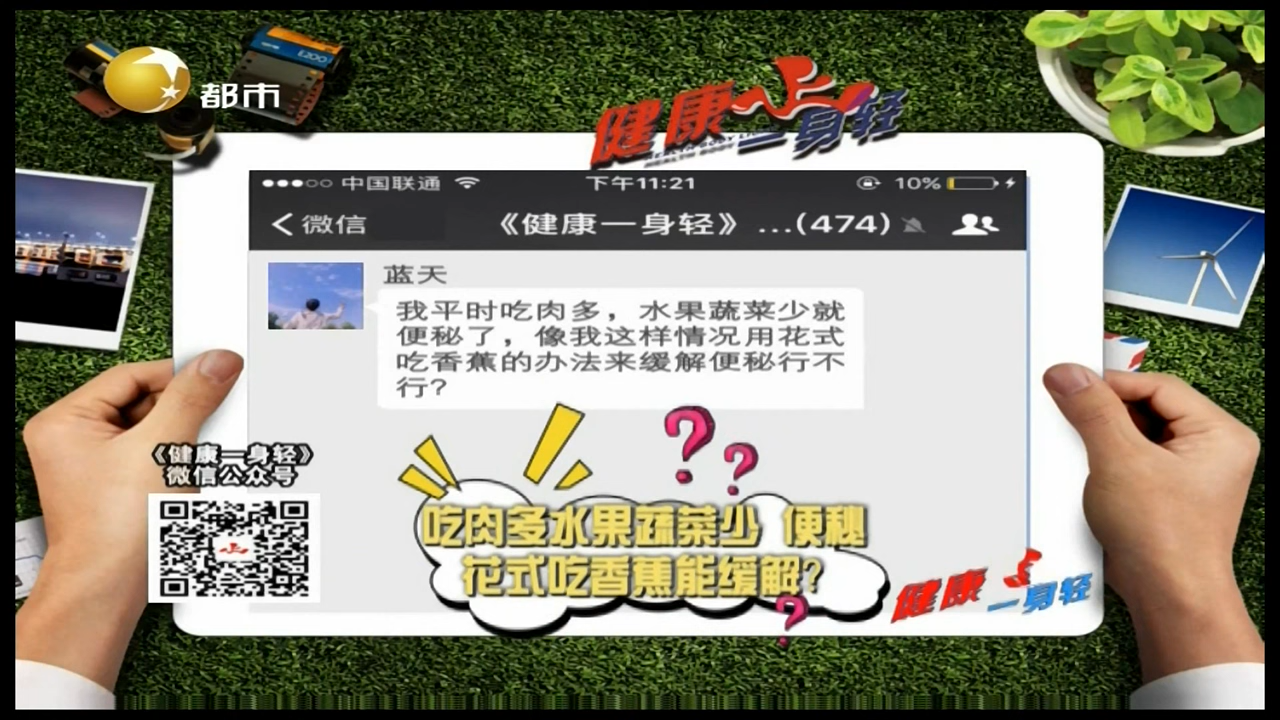 都市
健康一身轻
中国联通
下午11:21
10%
微信
《健康一身轻》 ...(474)
蓝天
我平时吃肉多，水果蔬菜少就
便秘了，像我这样情况用花式
吃香蕉的办法来缓解便秘行不
行?
《健康一身轻》
微信公众号
吃肉多水果蔬菜少 便秘
花式吃香蕉能缓解?
健康一身轻